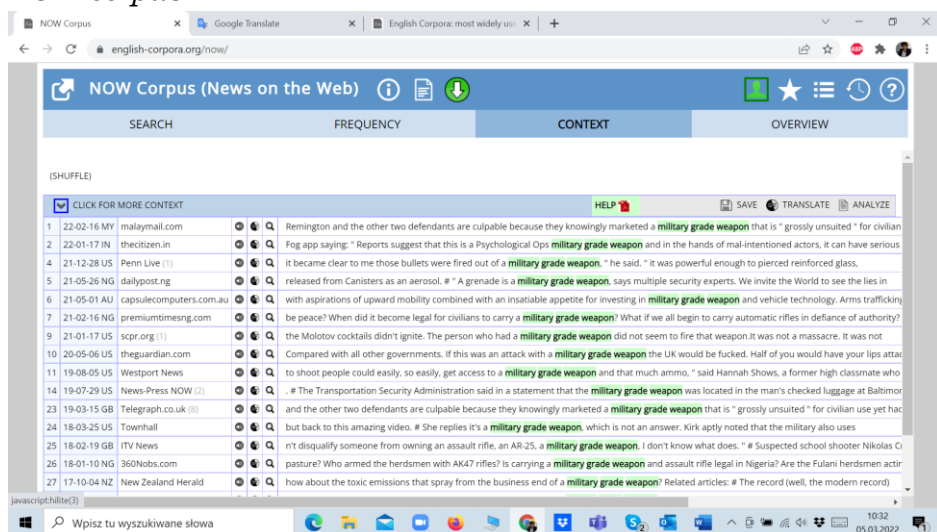 NOW Corpus
Google Translate
English Corpora: most widely use
english-corpora.org/now/
NOW Corpus (News on the Web)
SEARCH FREQUENCY CONTEXT OVERVIEW
(SHUFFLE)
CLICK FOR MORE CONTEXT HELP SAVE TRANSLATE ANALYZE
1 22-02-16 MY malaymail.com Remington and the other two defendants are culpable because they knowingly marketed a military grade weapon that is " grossly unsuited " for civilian
2 22-01-17 IN thecitizen.in Fog app saying: " Reports suggest that this is a Psychological Ops military grade weapon and in the hands of mal-intentioned actors, it can have serious
4 21-12-28 US Penn Live (1) it became clear to me those bullets were fired out of a military grade weapon, " he said. " it was powerful enough to pierced reinforced glass,
5 21-05-26 NG dailypost.ng released from Canisters as an aerosol. # " A grenade is a military grade weapon, says multiple security experts. We invite the World to see the lies in
6 21-05-01 AU capsulecomputers.com.au with aspirations of upward mobility combined with an insatiable appetite for investing in military grade weapon and vehicle technology. Arms trafficking
7 21-02-16 NG premiumtimesng.com be peace? When did it become legal for civilians to carry a military grade weapon? What if we all begin to carry automatic rifles in defiance of authority?
9 21-01-17 US scpr.org (1) the Molotov cocktails didn't ignite. The person who had a military grade weapon did not seem to fire that weapon.It was not a massacre. It was not
10 20-05-06 US theguardian.com Compared with all other governments. If this was an attack with a military grade weapon the UK would be fucked. Half of you would have your lips attac
11 19-08-05 US Westport News to shoot people could easily, so easily, get access to a military grade weapon and that much ammo, " said Hannah Shows, a former high classmate who
14 19-07-29 US News-Press NOW (2) . # The Transportation Security Administration said in a statement that the military grade weapon was located in the man's checked luggage at Baltimor
23 19-03-15 GB Telegraph.co.uk (8) and the other two defendants are culpable because they knowingly marketed a military grade weapon that is " grossly unsuited " for civilian use yet had
24 18-03-25 US Townhall but back to this amazing video. # She replies it's a military grade weapon, which is not an answer. Kirk aptly noted that the military also uses
25 18-02-19 GB ITV News n't disqualify someone from owning an assault rifle, an AR-25, a military grade weapon, I don't know what does. " # Suspected school shooter Nikolas Cr
26 18-01-10 NG 360Nobs.com pasture? Who armed the herdsmen with AK47 rifles? Is carrying a military grade weapon and assault rifle legal in Nigeria? Are the Fulani herdsmen actin
27 17-10-04 NZ New Zealand Herald how about the toxic emissions that spray from the business end of a military grade weapon? Related articles: # The record (well, the modern record)
javascript:hilite(3)
Wpisz tu wyszukiwane słowa
10:32
05.03.2022